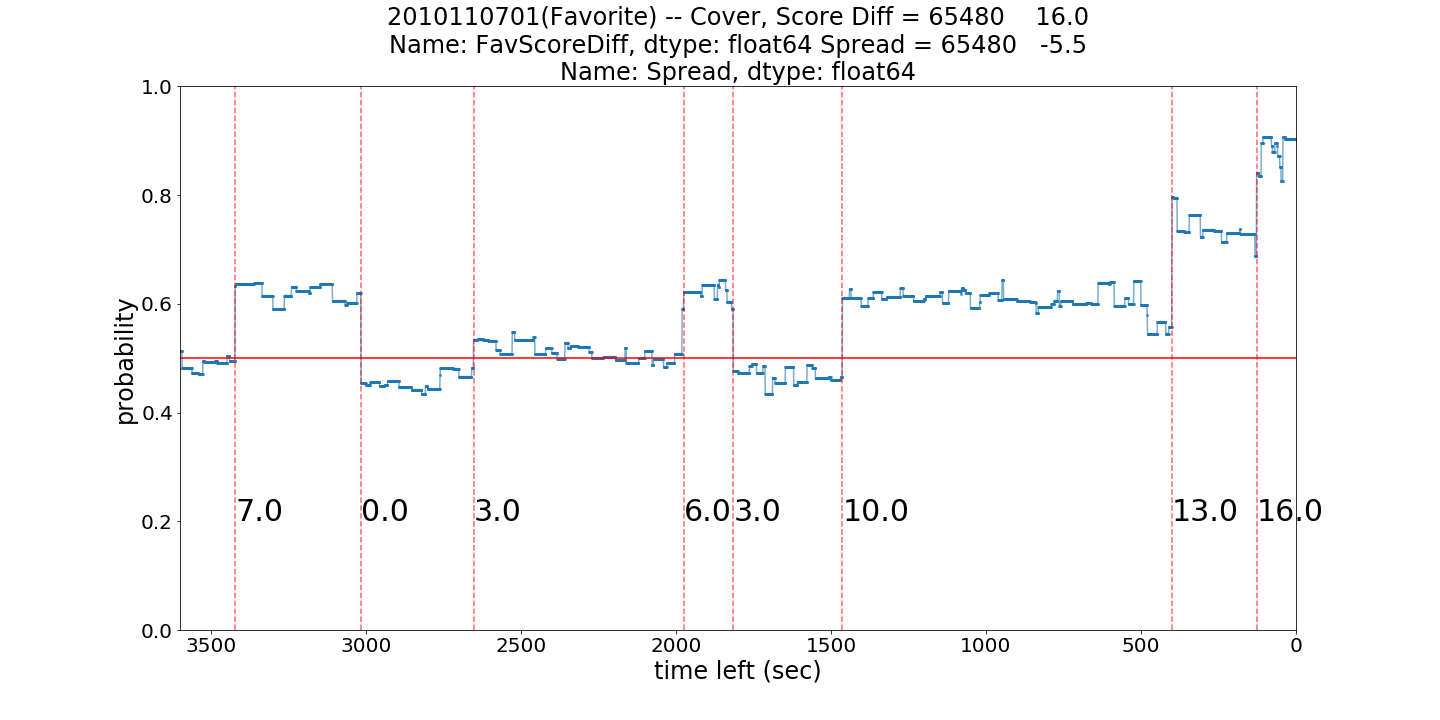 2010110701(Favorite) -- Cover, Score Diff = 65480    16.0
Name: FavScoreDiff, dtype: float64 Spread = 65480   -5.5
Name: Spread, dtype: float64
1.0
0.8
0.6
0.4
0.2
0.0
probability
7.0 0.0 3.0 6.0 3.0 10.0 13.0 16.0
3500 3000 2500 2000 1500 1000 500 0
time left (sec)